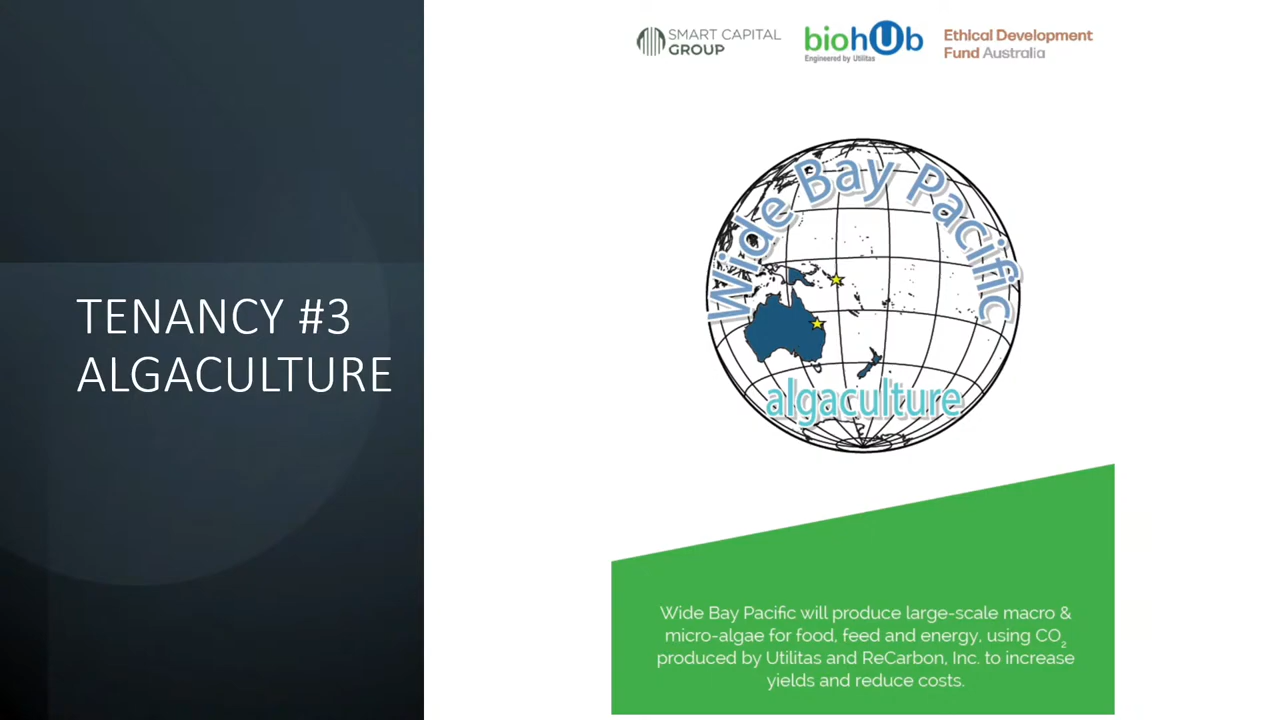 TENANCY #3
ALGACULTURE
SMART CAPITAL
GROUP
biohUb
Engineered by Utilitas
Ethical Development
Fund Australia
Wide Bay Pacific
algaculture
Wide Bay Pacific will produce large-scale macro &
micro-algae for food, feed and energy, using CO₂
produced by Utilitas and ReCarbon, Inc. to increase
yields and reduce costs.